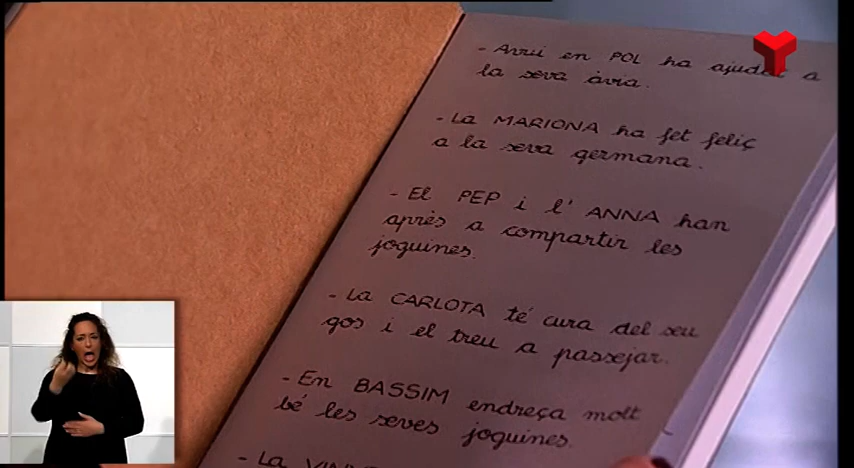 - Avui en POL ha ajudat a
la seva àvia.
- La MARIONA ha fet feliç
a la seva germana.
- El PEP i l' ANNA han
après a compartir les
joguines.
- La CARLOTA té cura del seu
gos i el treu a passejar.
- En BASSIM endreça molt
bé les seves joguines.
- La